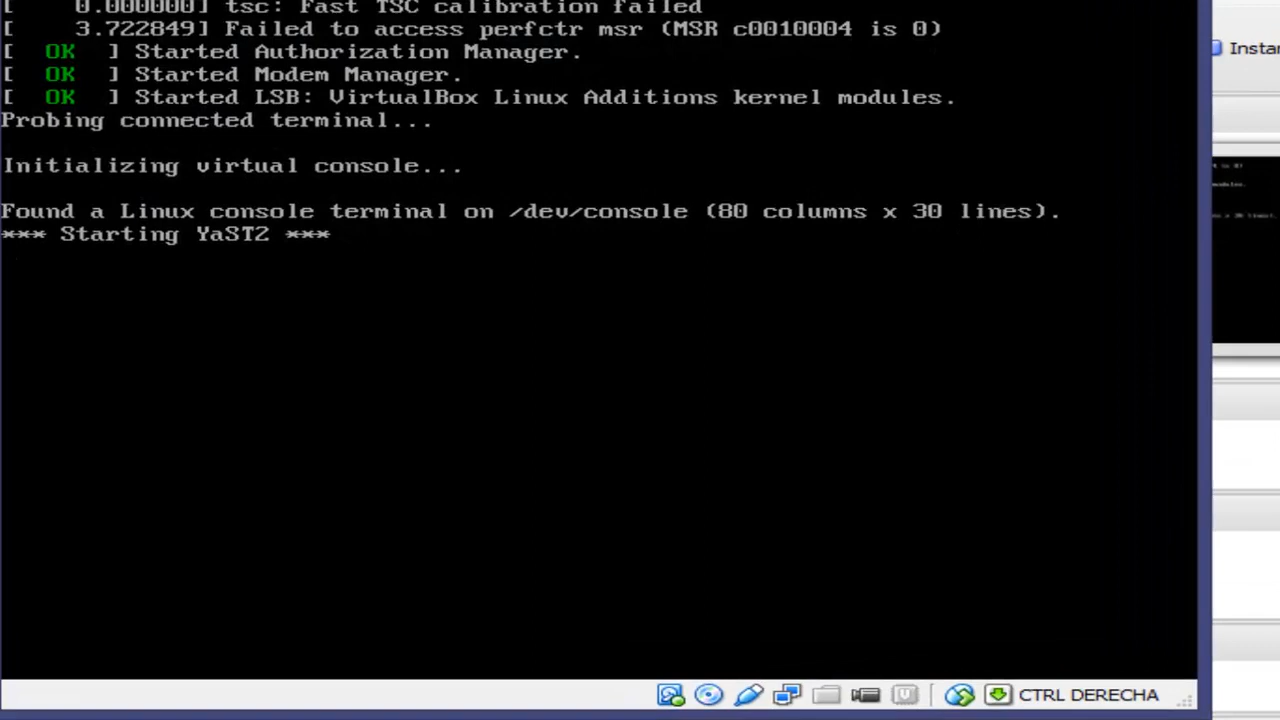 [    0.000000] tsc: Fast TSC calibration failed
[    3.722849] Failed to access perfctr msr (MSR c0010004 is 0)
[  OK  ] Started Authorization Manager.
[  OK  ] Started Modem Manager.
[  OK  ] Started LSB: VirtualBox Linux Additions kernel modules.
Probing connected terminal...
Initializing virtual console...
Found a Linux console terminal on /dev/console (80 columns x 30 lines).
*** Starting YaST2 ***
Instan
CTRL DERECHA